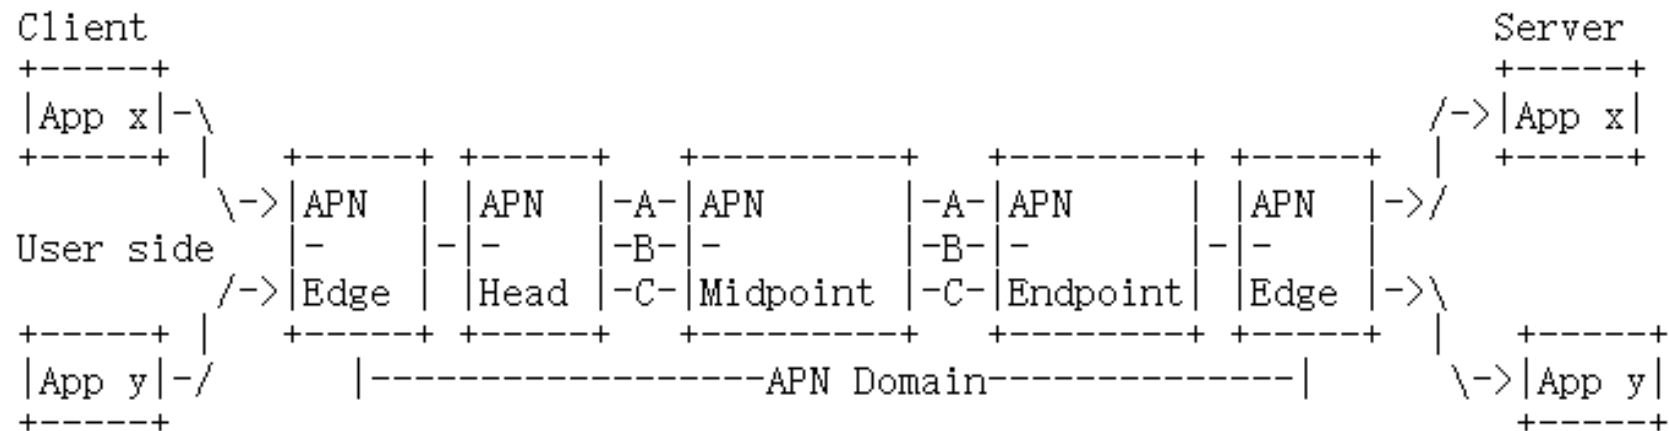 Client                                                             Server
+-----+                                                            +-----+
|App x|-\                                                       /->|App x|
+-----+ |   +-----+ +-----+   +---------+   +--------+ +-----+  |  +-----+
         \->|APN  | |APN  |-A-|APN      |-A-|APN     | |APN  |->/
User side   |-    |-|-    |-B-|-        |-B-|-       |-|-    |
         /->|Edge | |Head |-C-|Midpoint |-C-|Endpoint| |Edge |->\
+-----+ |   +-----+ +-----+   +---------+   +--------+ +-----+  |   +-----+
|App y|-/      |------------------APN Domain--------------|      \->|App y|
+-----+                                                             +-----+